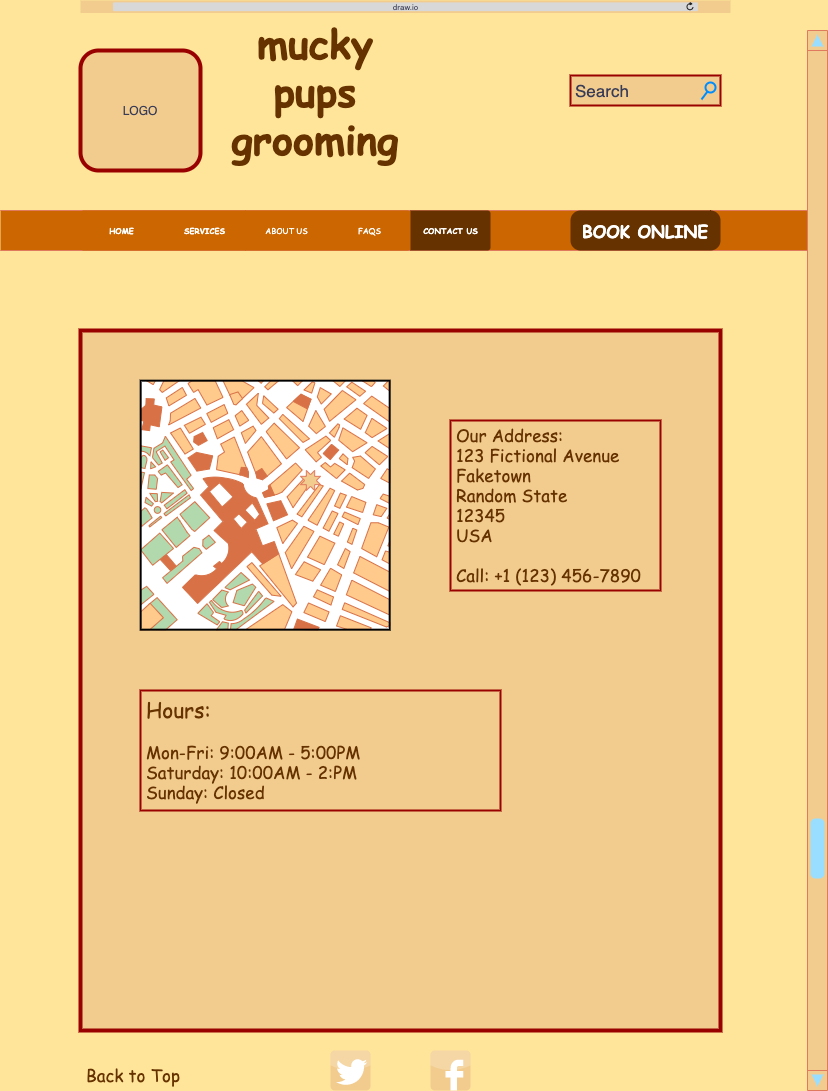 draw.io
mucky
pups
grooming
LOGO
Search
HOME
SERVICES
ABOUT US
FAQS
CONTACT US
BOOK ONLINE
Our Address:
123 Fictional Avenue
Faketown
Random State
12345
USA
Call: +1 (123) 456-7890
Hours:
Mon-Fri: 9:00AM - 5:00PM
Saturday: 10:00AM - 2:PM
Sunday: Closed
Back to Top